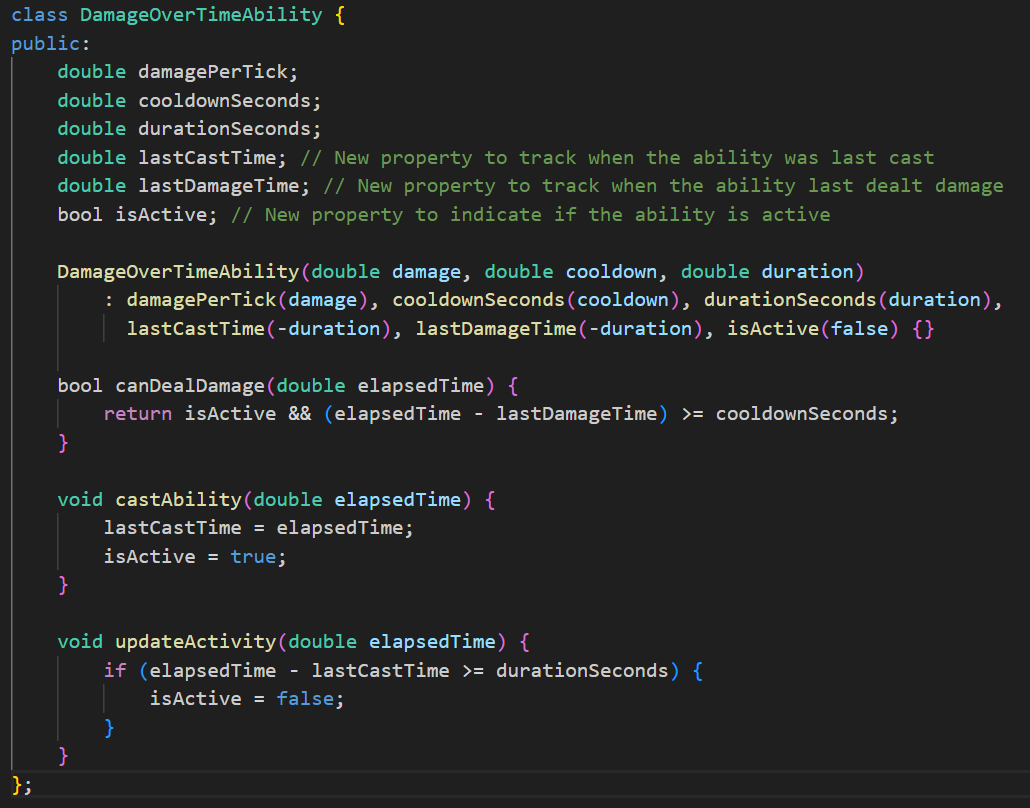 class DamageOverTimeAbility {
public:
    double damagePerTick;
    double cooldownSeconds;
    double durationSeconds;
    double lastCastTime; // New property to track when the ability was last cast
    double lastDamageTime; // New property to track when the ability last dealt damage
    bool isActive; // New property to indicate if the ability is active

    DamageOverTimeAbility(double damage, double cooldown, double duration)
        : damagePerTick(damage), cooldownSeconds(cooldown), durationSeconds(duration),
          lastCastTime(-duration), lastDamageTime(-duration), isActive(false) {}

    bool canDealDamage(double elapsedTime) {
        return isActive && (elapsedTime - lastDamageTime) >= cooldownSeconds;
    }

    void castAbility(double elapsedTime) {
        lastCastTime = elapsedTime;
        isActive = true;
    }

    void updateActivity(double elapsedTime) {
        if (elapsedTime - lastCastTime >= durationSeconds) {
            isActive = false;
        }
    }
};